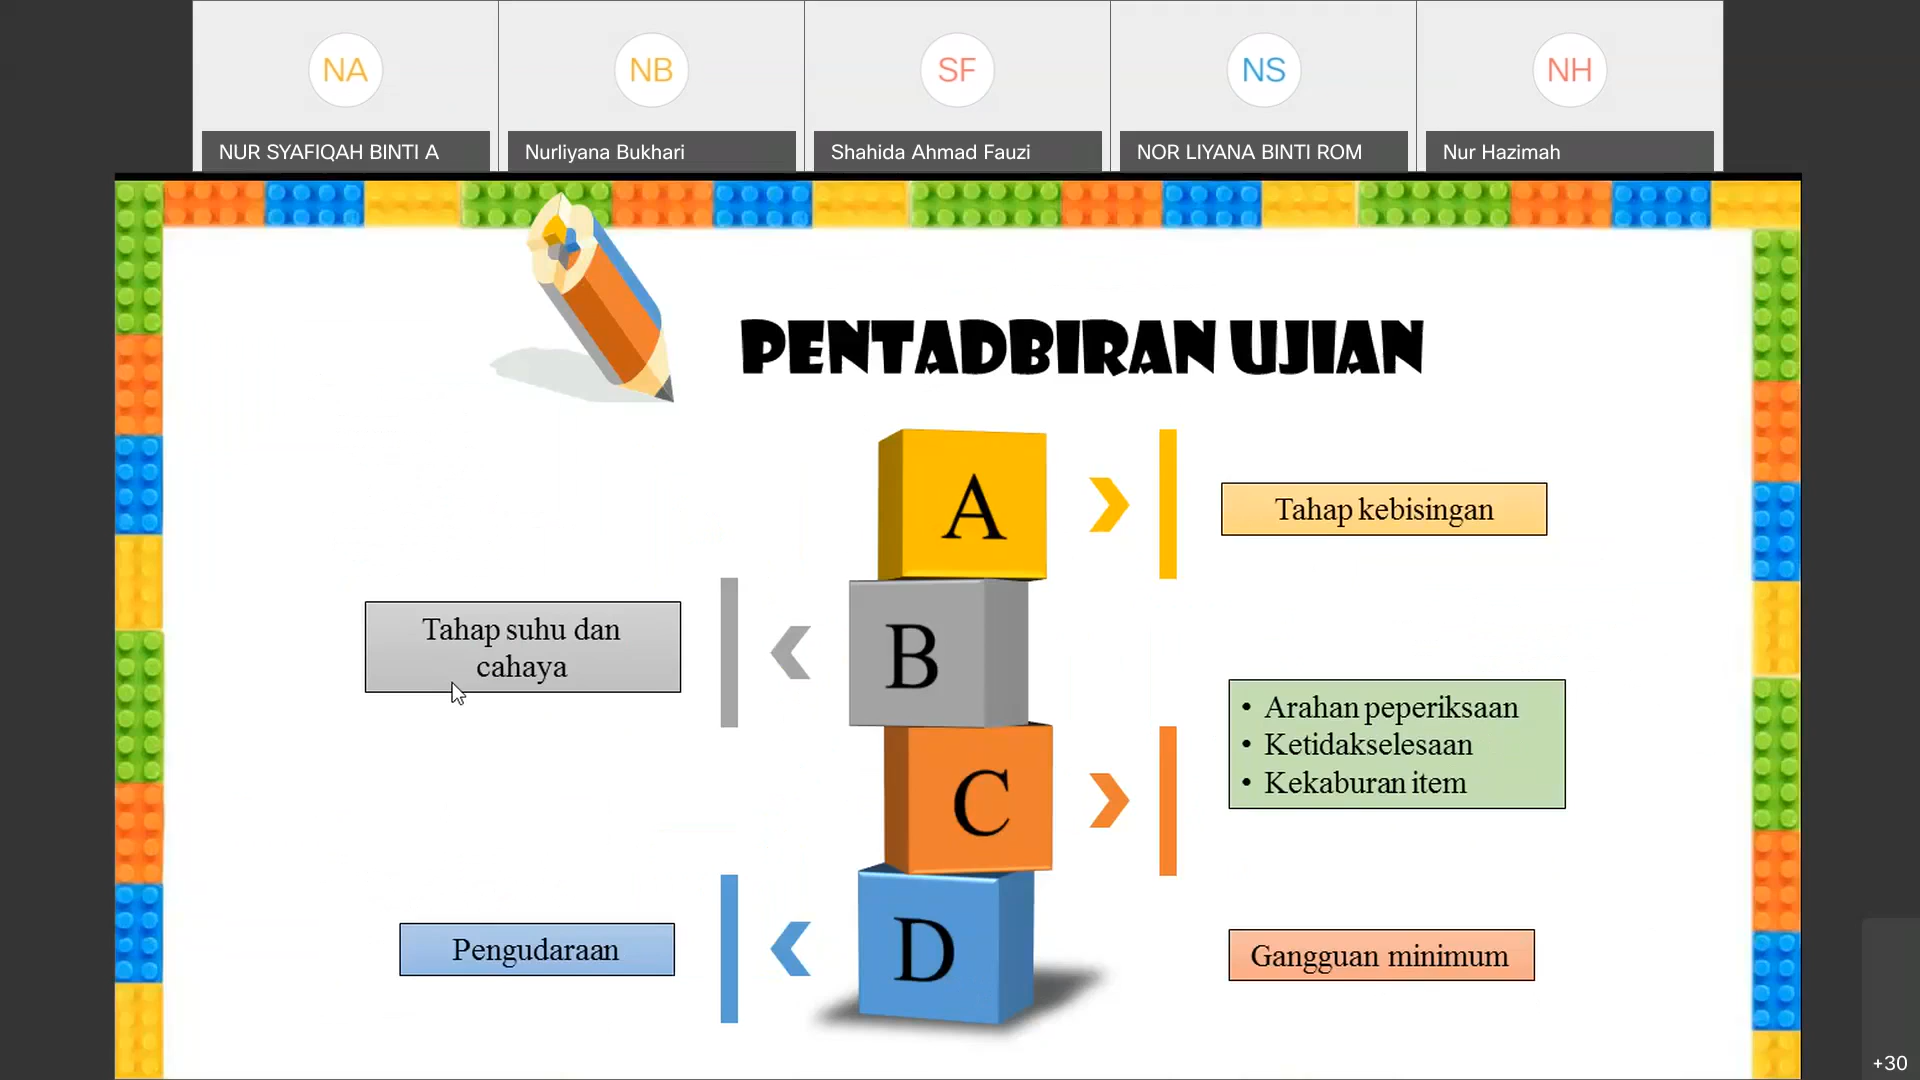 NA
NB
SF
NS
NH
NUR SYAFIQAH BINTI A
Nurliyana Bukhari
Shahida Ahmad Fauzi
NOR LIYANA BINTI ROM
Nur Hazimah
PENTADBIRAN UJIAN
A
Tahap kebisingan
Tahap suhu dan
cahaya
B
• Arahan peperiksaan
• Ketidakselesaan
• Kekaburan item
C
Pengudaraan
D
Gangguan minimum
+30